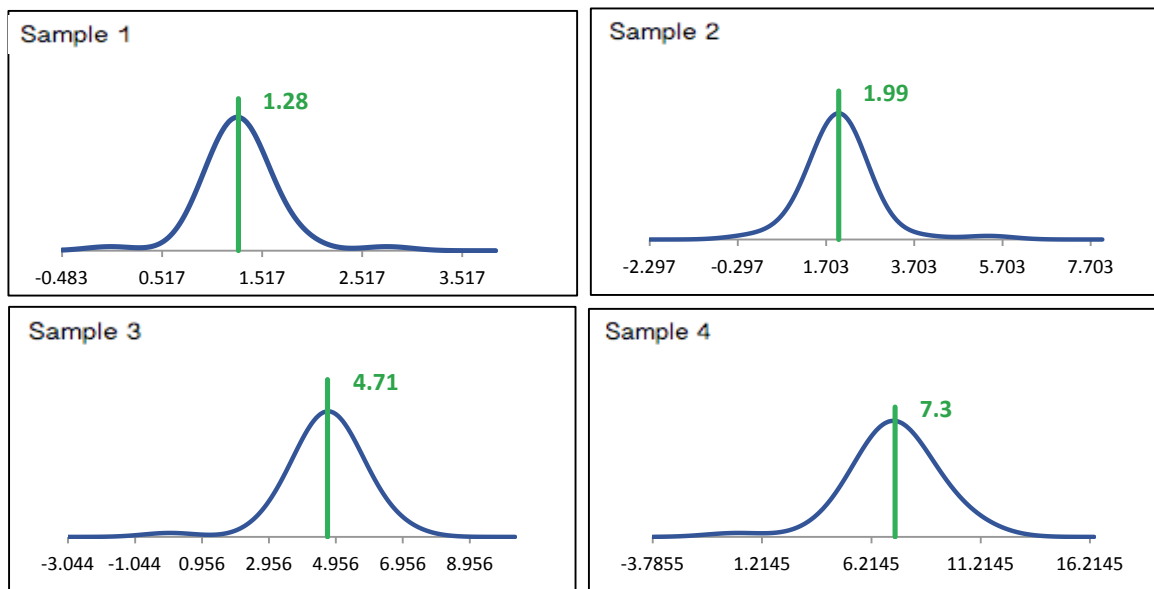 Sample 1
1.28
-0.483 0.517 1.517 2.517 3.517
Sample 2
1.99
-2.297 -0.297 1.703 3.703 5.703 7.703
Sample 3
4.71
-3.044 -1.044 0.956 2.956 4.956 6.956 8.956
Sample 4
7.3
-3.7855 1.2145 6.2145 11.2145 16.2145